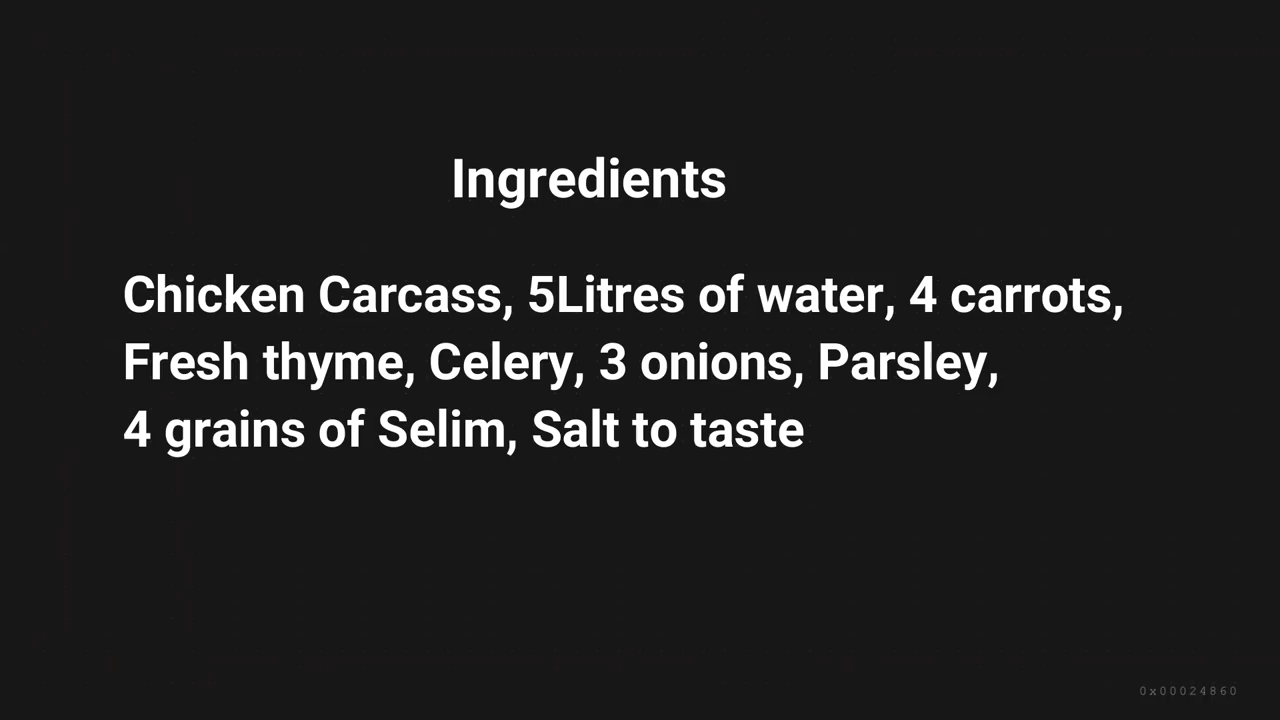 Ingredients
Chicken Carcass, 5Litres of water, 4 carrots,
Fresh thyme, Celery, 3 onions, Parsley,
4 grains of Selim, Salt to taste
0x00024860